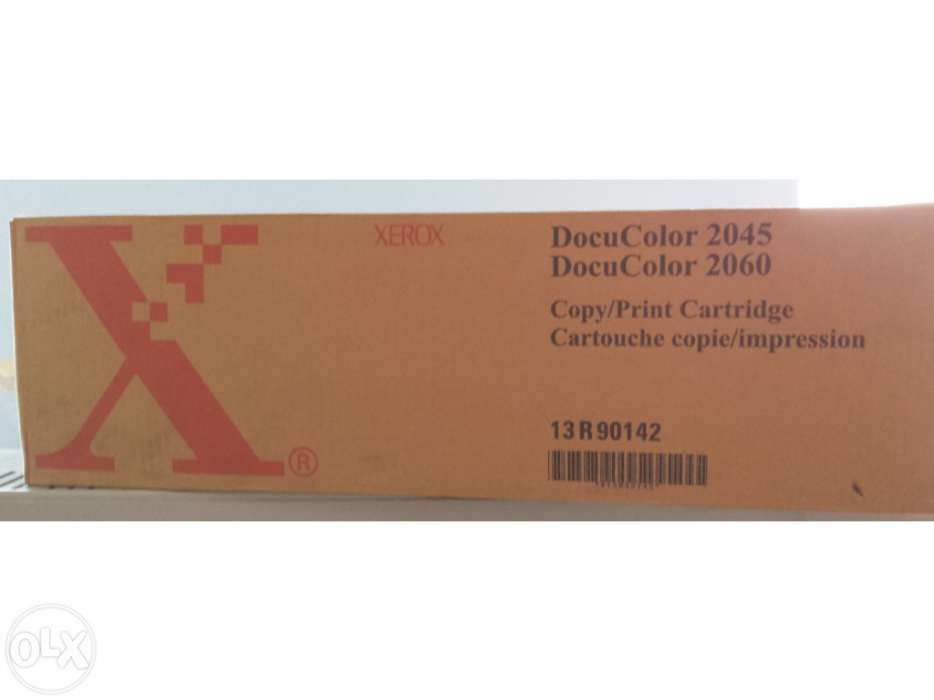 XEROX
DocuColor 2045
DocuColor 2060
Copy/Print Cartridge
Cartouche copie/impression
13R90142
X®
OLX